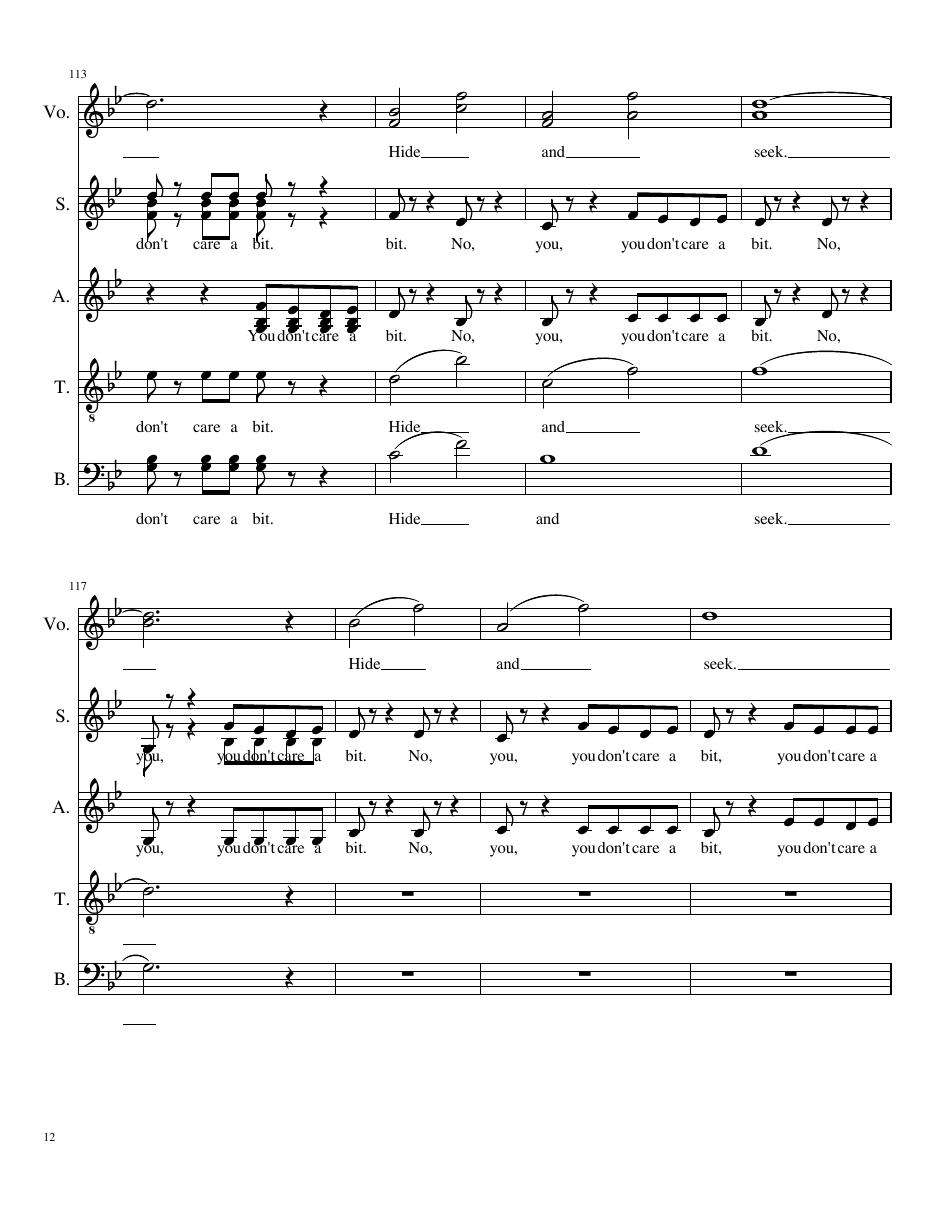 113
Vo.
Hide and seek.
S.
don't care a bit. bit. No, you, you don't care a bit. No,
A.
You don't care a bit. No, you, you don't care a bit. No,
T.
8
don't care a bit. Hide and seek.
B.
don't care a bit. Hide and seek.
117
Vo.
Hide and seek.
S.
you, you don't care a bit. No, you, you don't care a bit, you don't care a
A.
you, you don't care a bit. No, you, you don't care a bit, you don't care a
T.
8
B.
12